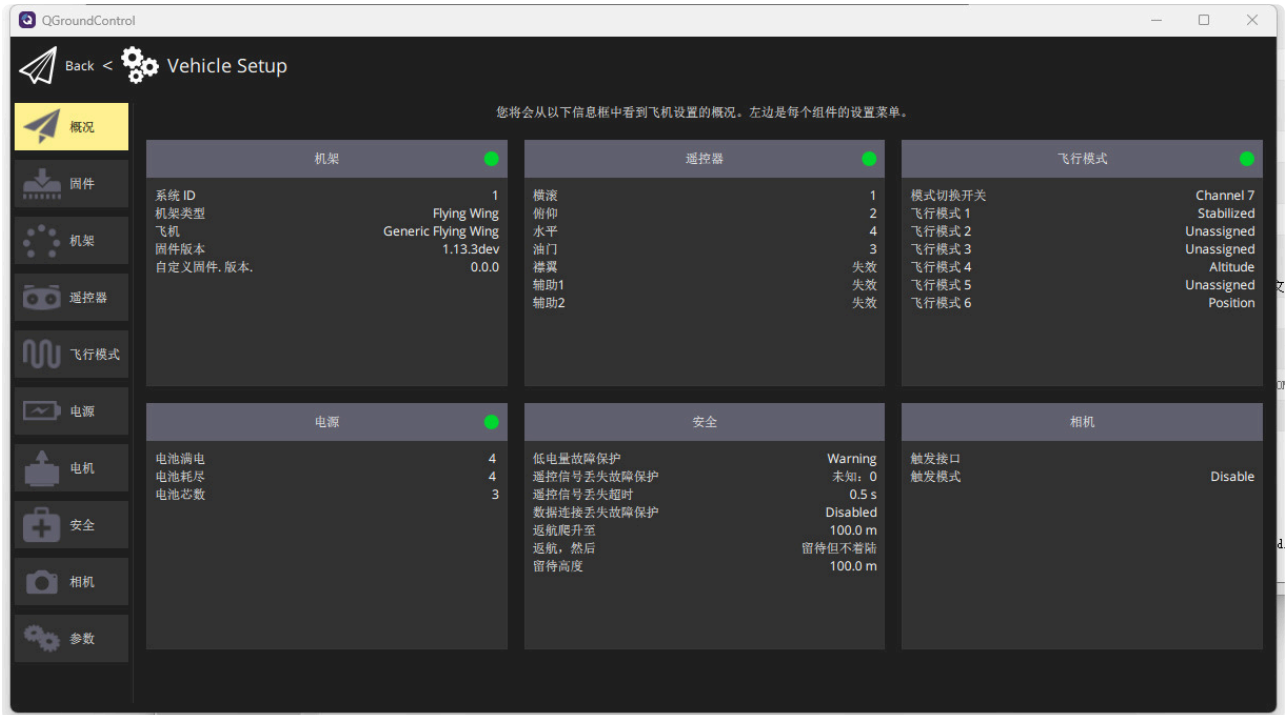 QGroundControl
Back < Vehicle Setup
您将会从以下信息框中看到飞机设置的概况。左边是每个组件的设置菜单。
概况
固件
机架
遥控器
飞行模式
电源
电机
安全
相机
参数
机架
系统 ID 1
机架类型 Flying Wing
飞机 Generic Flying Wing
固件版本 1.13.3dev
自定义固件. 版本. 0.0.0
遥控器
横滚 1
俯仰 2
水平 4
油门 3
襟翼 失效
辅助1 失效
辅助2 失效
飞行模式
模式切换开关 Channel 7
飞行模式 1 Stabilized
飞行模式 2 Unassigned
飞行模式 3 Unassigned
飞行模式 4 Altitude
飞行模式 5 Unassigned
飞行模式 6 Position
电源
电池满电 4
电池耗尽 4
电池芯数 3
安全
低电量故障保护 Warning
遥控信号丢失故障保护 未知: 0
遥控信号丢失超时 0.5 s
数据连接丢失故障保护 Disabled
返航爬升至 100.0 m
返航，然后 留待但不着陆
留待高度 100.0 m
相机
触发接口
触发模式 Disable